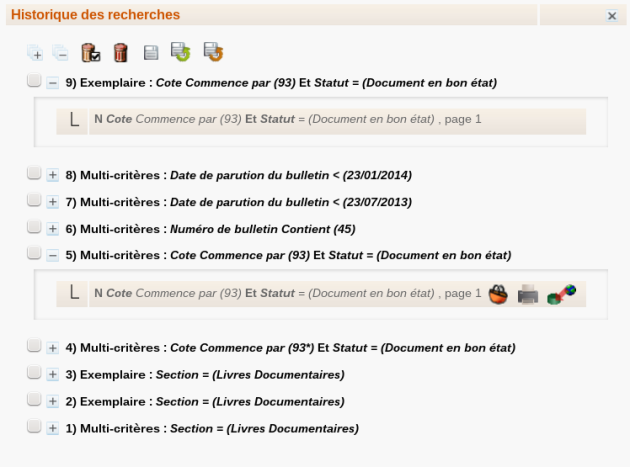 Historique des recherches
9) Exemplaire : Cote Commence par (93) Et Statut = (Document en bon état)
N Cote Commence par (93) Et Statut = (Document en bon état) , page 1
8) Multi-critères : Date de parution du bulletin < (23/01/2014)
7) Multi-critères : Date de parution du bulletin < (23/07/2013)
6) Multi-critères : Numéro de bulletin Contient (45)
5) Multi-critères : Cote Commence par (93) Et Statut = (Document en bon état)
N Cote Commence par (93) Et Statut = (Document en bon état) , page 1
4) Multi-critères : Cote Commence par (93*) Et Statut = (Document en bon état)
3) Exemplaire : Section = (Livres Documentaires)
2) Exemplaire : Section = (Livres Documentaires)
1) Multi-critères : Section = (Livres Documentaires)